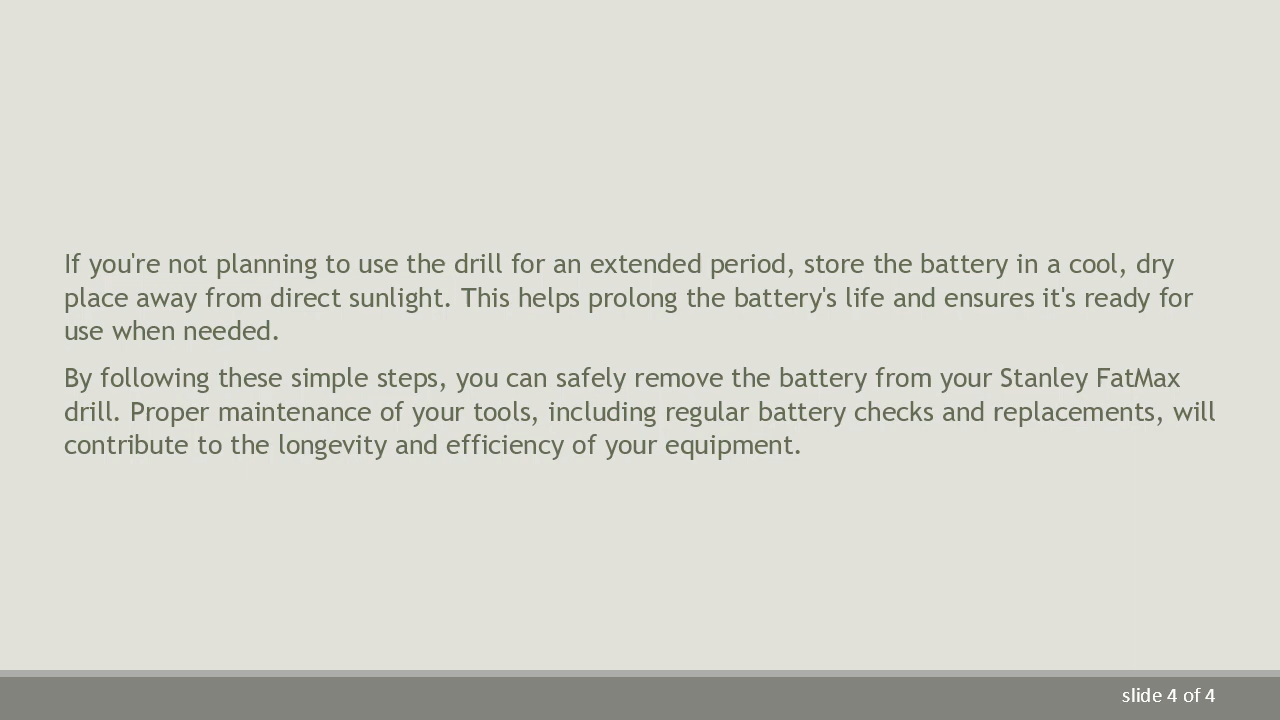 If you're not planning to use the drill for an extended period, store the battery in a cool, dry
place away from direct sunlight. This helps prolong the battery's life and ensures it's ready for
use when needed.
By following these simple steps, you can safely remove the battery from your Stanley FatMax
drill. Proper maintenance of your tools, including regular battery checks and replacements, will
contribute to the longevity and efficiency of your equipment.
slide 4 of 4